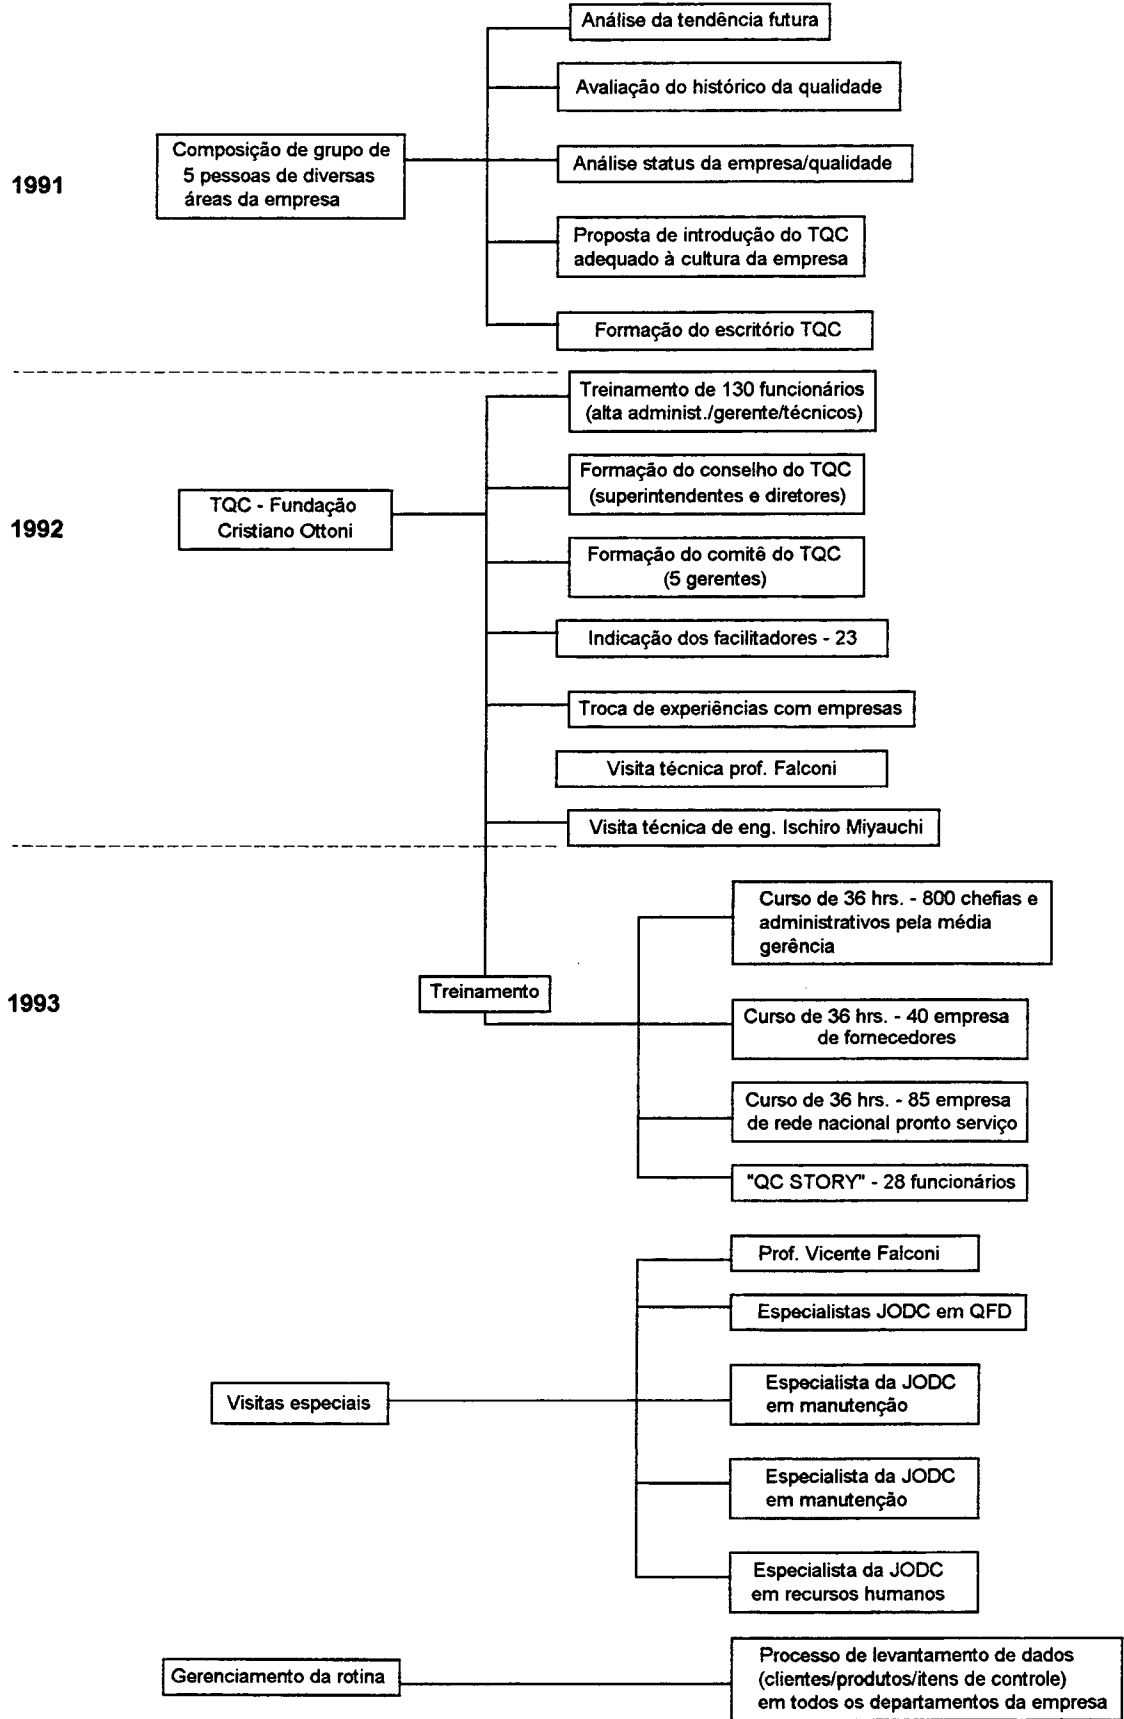 1991
Composição de grupo de
5 pessoas de diversas
áreas da empresa
Análise da tendência futura
Avaliação do histórico da qualidade
Análise status da empresa/qualidade
Proposta de introdução do TQC
adequado à cultura da empresa
Formação do escritório TQC
1992
TQC - Fundação
Cristiano Ottoni
Treinamento de 130 funcionários
(alta administ./gerente/técnicos)
Formação do conselho do TQC
(superintendentes e diretores)
Formação do comitê do TQC
(5 gerentes)
Indicação dos facilitadores - 23
Troca de experiências com empresas
Visita técnica prof. Falconi
Visita técnica de eng. Ischiro Miyauchi
1993
Treinamento
Curso de 36 hrs. - 800 chefias e
administrativos pela média
gerência
Curso de 36 hrs. - 40 empresa
de fornecedores
Curso de 36 hrs. - 85 empresa
de rede nacional pronto serviço
"QC STORY" - 28 funcionários
Visitas especiais
Prof. Vicente Falconi
Especialistas JODC em QFD
Especialista da JODC
em manutenção
Especialista da JODC
em manutenção
Especialista da JODC
em recursos humanos
Gerenciamento da rotina
Processo de levantamento de dados
(clientes/produtos/itens de controle)
em todos os departamentos da empresa